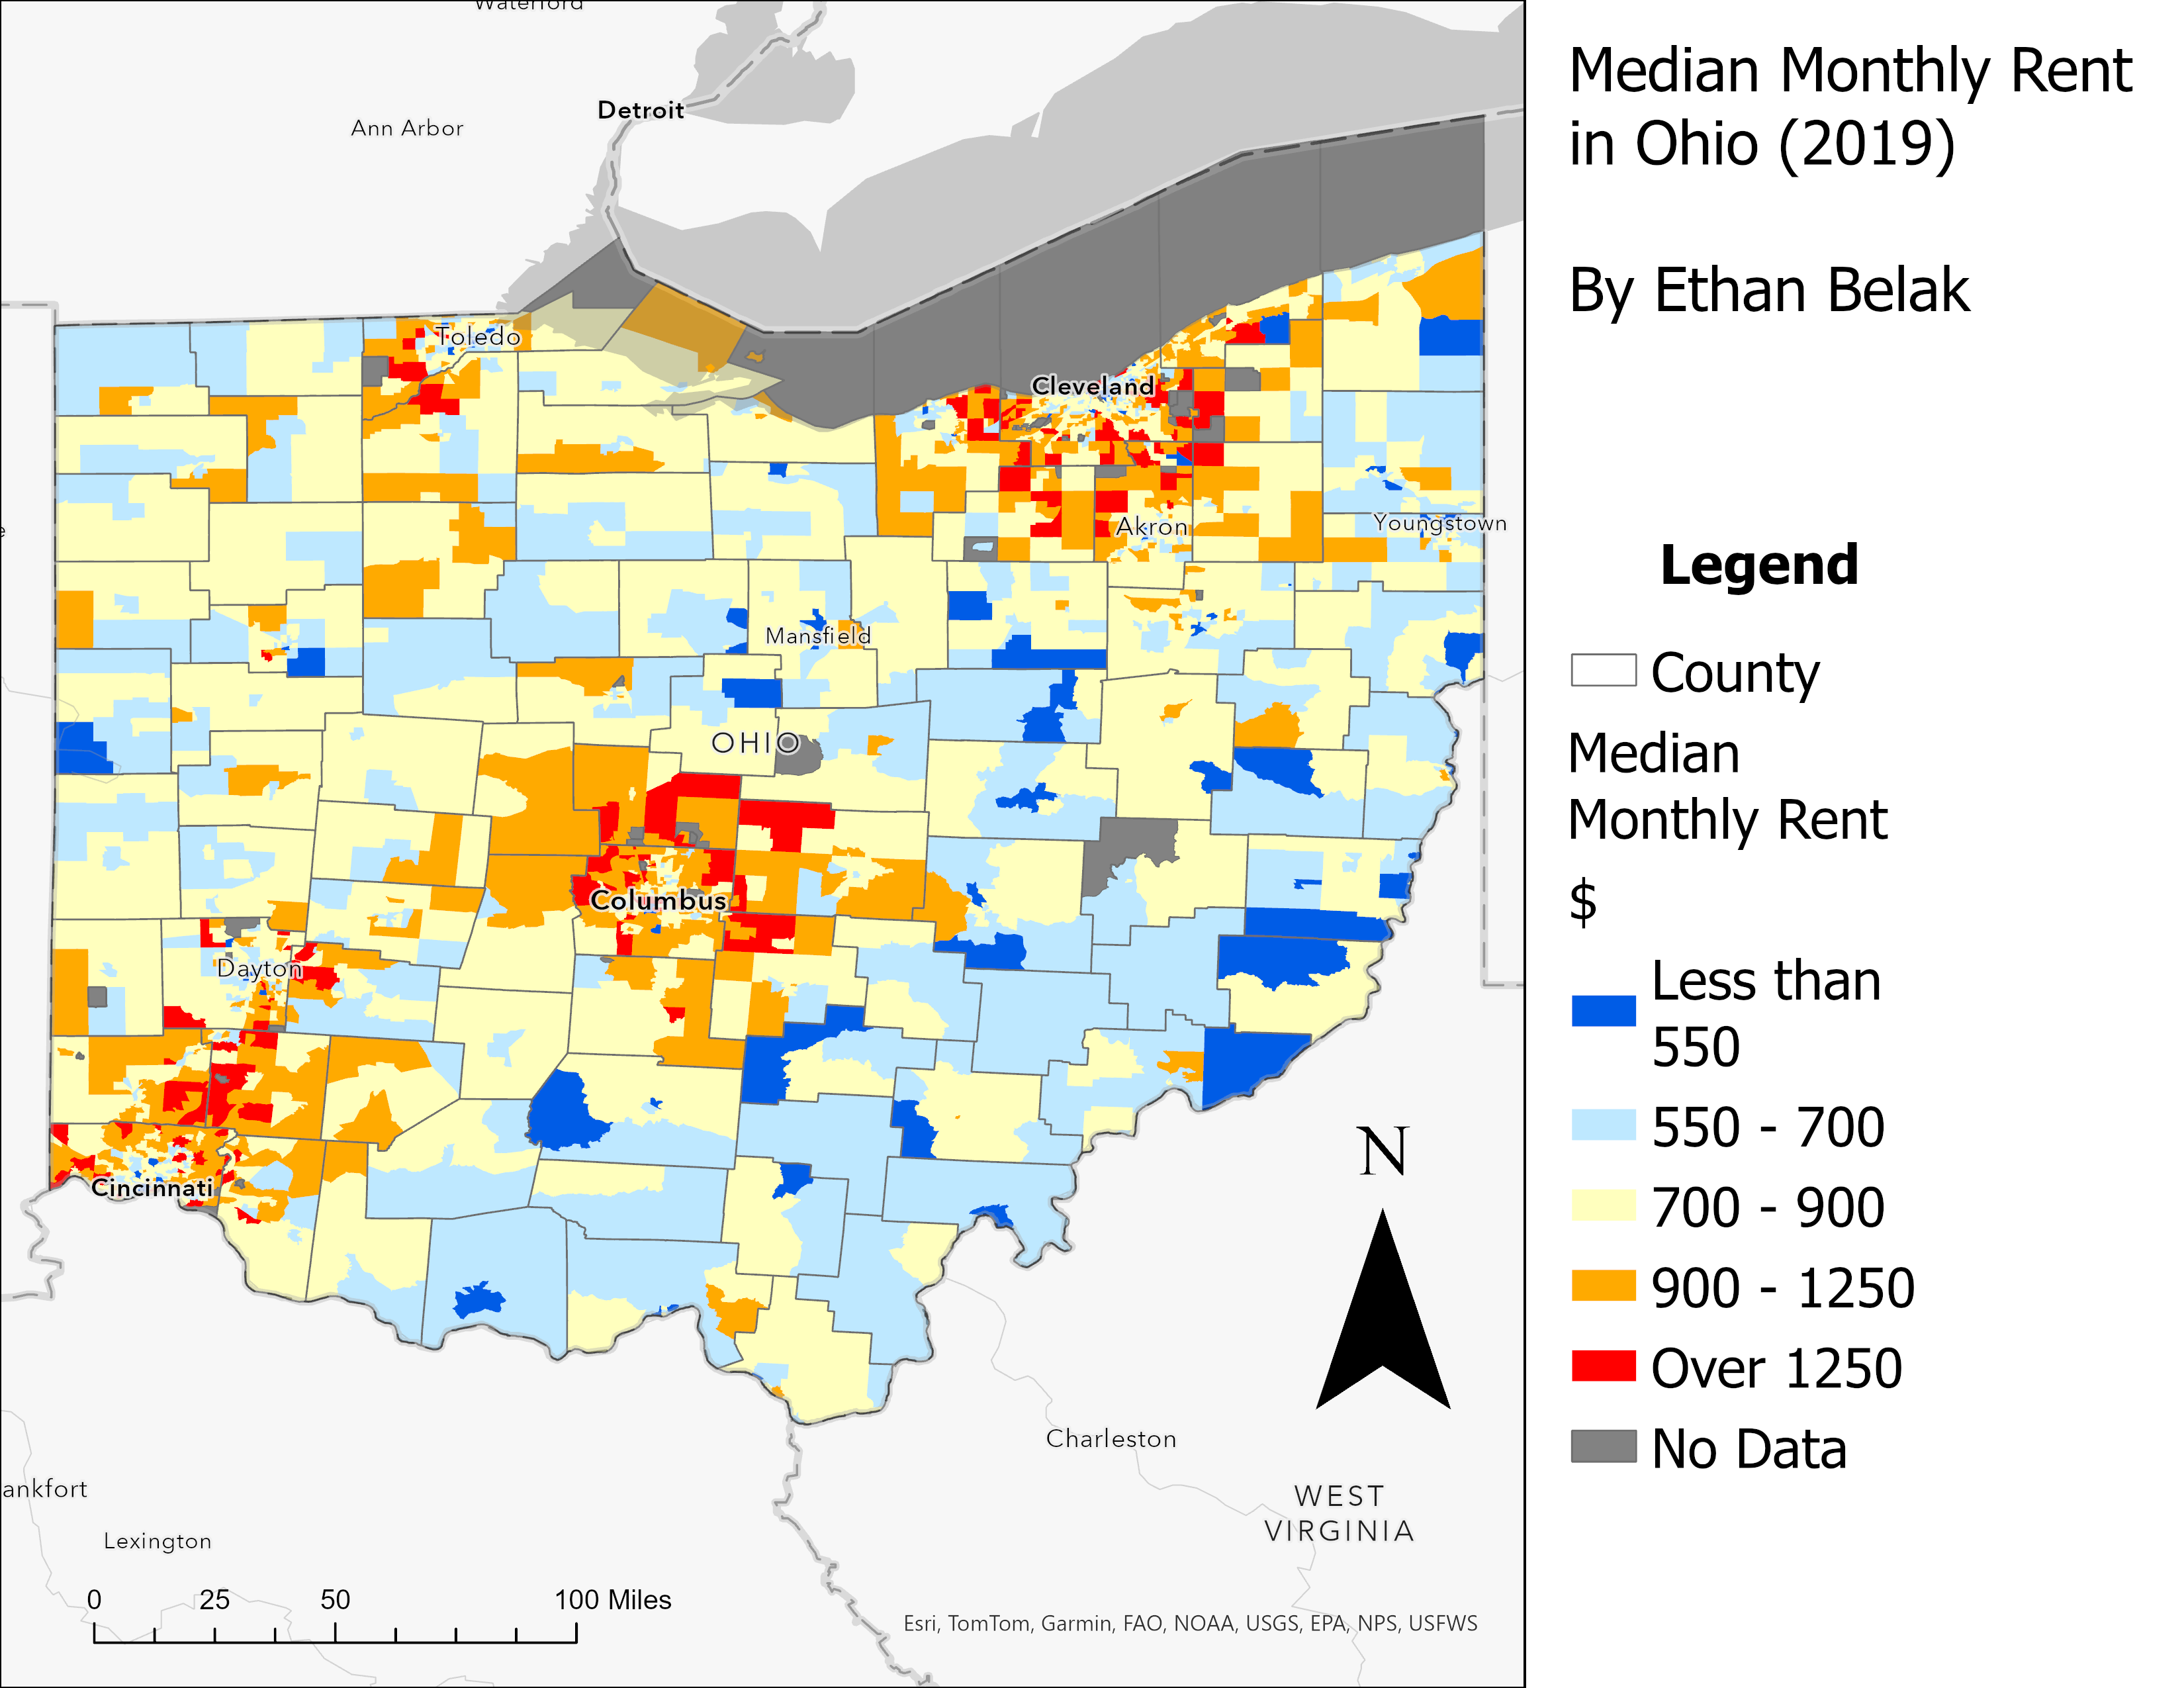 Waterford
Detroit
Ann Arbor
Toledo
Cleveland
Akron
Youngstown
Mansfield
OHIO
Columbus
Dayton
Cincinnati
Charleston
WEST
VIRGINIA
ankfort
Lexington
0 25 50 100 Miles
Esri, TomTom, Garmin, FAO, NOAA, USGS, EPA, NPS, USFWS
N
Median Monthly Rent
in Ohio (2019)
By Ethan Belak
Legend
County
Median
Monthly Rent
$
Less than
550
550 - 700
700 - 900
900 - 1250
Over 1250
No Data